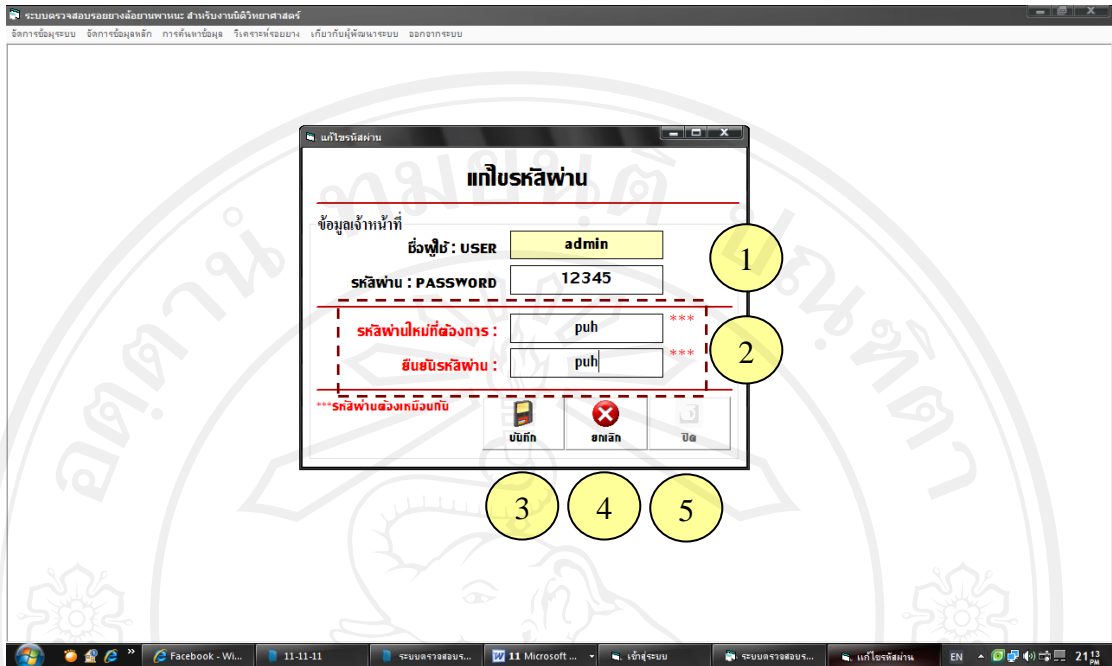 ระบบตรวจสอบรอยยางล้อยานพาหนะ สำหรับงานนิติวิทยาศาสตร์
จัดการข้อมูลระบบ จัดการข้อมูลหลัก การค้นหาข้อมูล วิเคราะห์รอยยาง เกี่ยวกับผู้พัฒนาระบบ ออกจากระบบ
แก้ไขรหัสผ่าน
แก้ไขรหัสผ่าน
ข้อมูลเจ้าหน้าที่
ชื่อผู้ใช้ : USER admin
1
รหัสผ่าน : PASSWORD 12345
รหัสผ่านใหม่ที่ต้องการ : puh ***
2
ยืนยันรหัสผ่าน : puh ***
***รหัสผ่านต้องเหมือนกัน
บันทึก ยกเลิก ปิด
3 4 5
Facebook - Wi... 11-11-11 ระบบตรวจสอบร... 11 Microsoft ... เข้าสู่ระบบ ระบบตรวจสอบร... แก้ไขรหัสผ่าน EN 21 13 PM